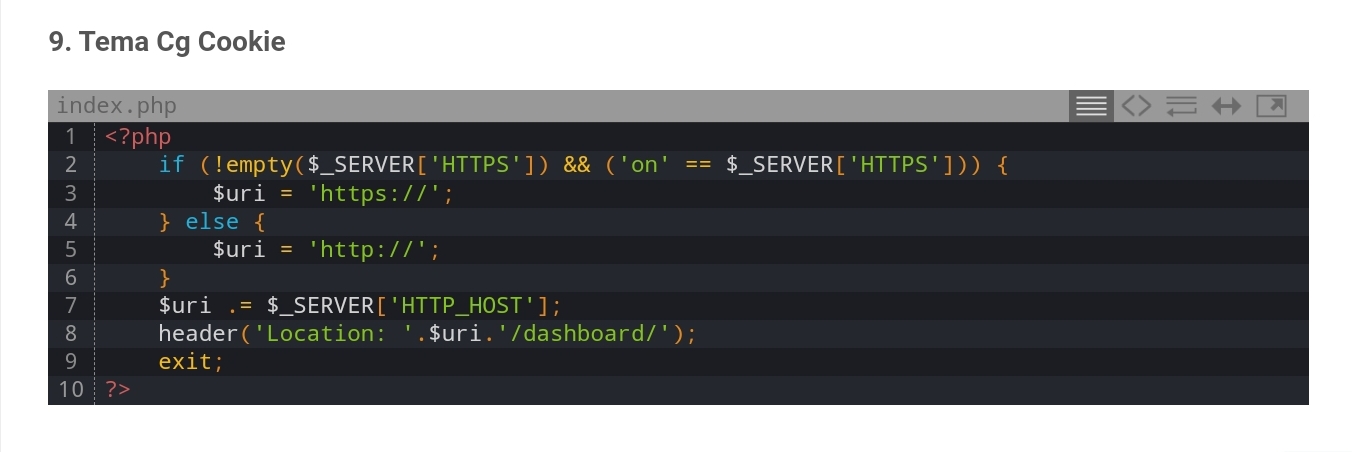 9. Tema Cg Cookie
index.php
1 <?php
2     if (!empty($_SERVER['HTTPS']) && ('on' == $_SERVER['HTTPS'])) {
3         $uri = 'https://';
4     } else {
5         $uri = 'http://';
6     }
7     $uri .= $_SERVER['HTTP_HOST'];
8     header('Location: '.$uri.'/dashboard/');
9     exit;
10 ?>